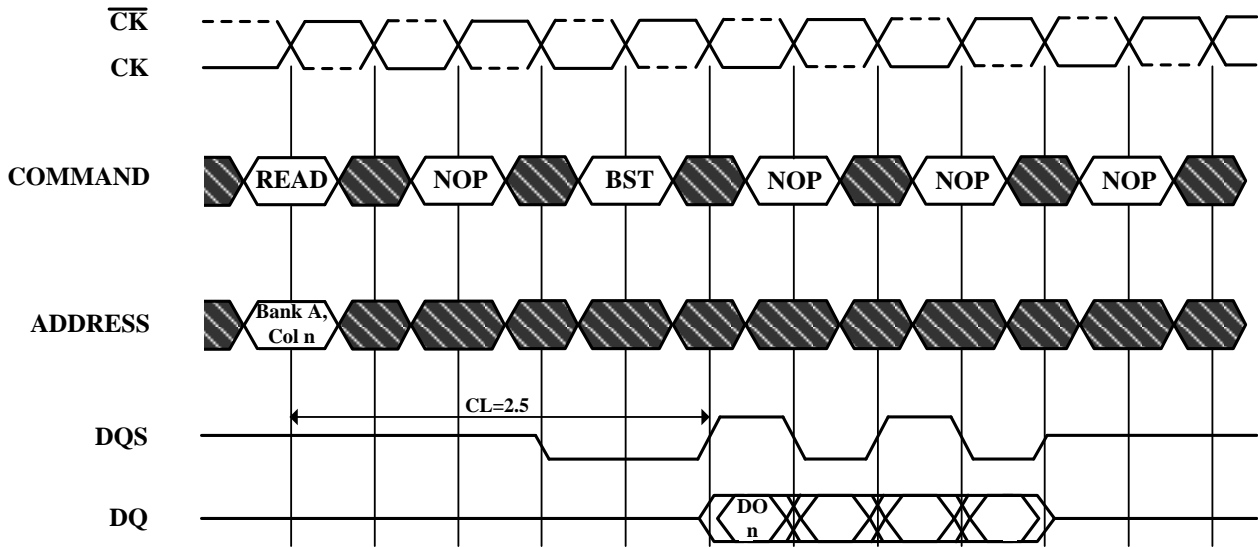 CK
CK
COMMAND
READ NOP BST NOP NOP NOP
ADDRESS
Bank A,
Col n
CL=2.5
DQS
DQ
DO
n